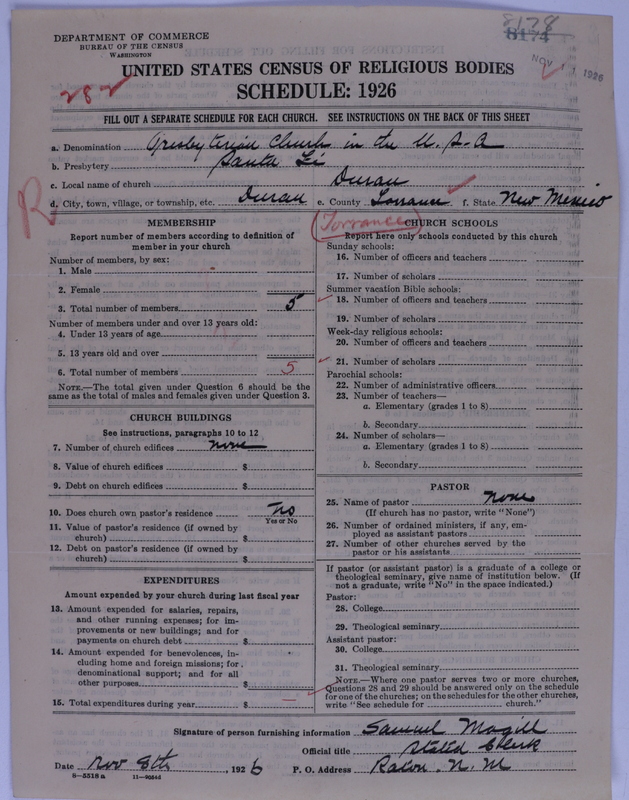 8178
8174
DEPARTMENT OF COMMERCE
BUREAU OF THE CENSUS
WASHINGTON
NOV 1926
UNITED STATES CENSUS OF RELIGIOUS BODIES
282
SCHEDULE: 1926
FILL OUT A SEPARATE SCHEDULE FOR EACH CHURCH. SEE INSTRUCTIONS ON THE BACK OF THIS SHEET
a. Denomination Presbyterian Church in the U.S.A
b. Presbytery Santa Fe
c. Local name of church Duran
d. City, town, village, or township, etc. Duran e. County Torrance f. State New Mexico
R
Torrance
MEMBERSHIP
Report number of members according to definition of
member in your church
Number of members, by sex:
1. Male
2. Female
3. Total number of members 5
Number of members under and over 13 years old:
4. Under 13 years of age
5. 13 years old and over
6. Total number of members 5
NOTE.—The total given under Question 6 should be the
same as the total of males and females given under Question 3.
CHURCH BUILDINGS
See instructions, paragraphs 10 to 12
7. Number of church edifices none
8. Value of church edifices $
9. Debt on church edifices $
10. Does church own pastor's residence No
Yes or No
11. Value of pastor's residence (if owned by
church) $
12. Debt on pastor's residence (if owned by
church) $
EXPENDITURES
Amount expended by your church during last fiscal year
13. Amount expended for salaries, repairs,
and other running expenses; for im-
provements or new buildings; and for
payments on church debt $
14. Amount expended for benevolences, in-
cluding home and foreign missions; for
denominational support; and for all
other purposes $
15. Total expenditures during year $ —
CHURCH SCHOOLS
Report here only schools conducted by this church
Sunday schools:
16. Number of officers and teachers
17. Number of scholars
Summer vacation Bible schools:
18. Number of officers and teachers
19. Number of scholars
Week-day religious schools:
20. Number of officers and teachers
21. Number of scholars
Parochial schools:
22. Number of administrative officers
23. Number of teachers—
a. Elementary (grades 1 to 8)
b. Secondary
24. Number of scholars—
a. Elementary (grades 1 to 8)
b. Secondary
PASTOR
25. Name of pastor None
(If church has no pastor, write "None")
26. Number of ordained ministers, if any, em-
ployed as assistant pastors
27. Number of other churches served by the
pastor or his assistants
If pastor (or assistant pastor) is a graduate of a college or
theological seminary, give name of institution below. (If
not a graduate, write "No" in the space indicated.)
Pastor:
28. College
29. Theological seminary
Assistant pastor:
30. College
31. Theological seminary
NOTE.—Where one pastor serves two or more churches,
Questions 28 and 29 should be answered only on the schedule
for one of the churches; on the schedules for the other churches,
write "See schedule for church."
Signature of person furnishing information Samuel Magill
Official title Stated Clerk
Date Nov 8th, 1926 P. O. Address Raton, N. M
8—5518 a 11—9084d